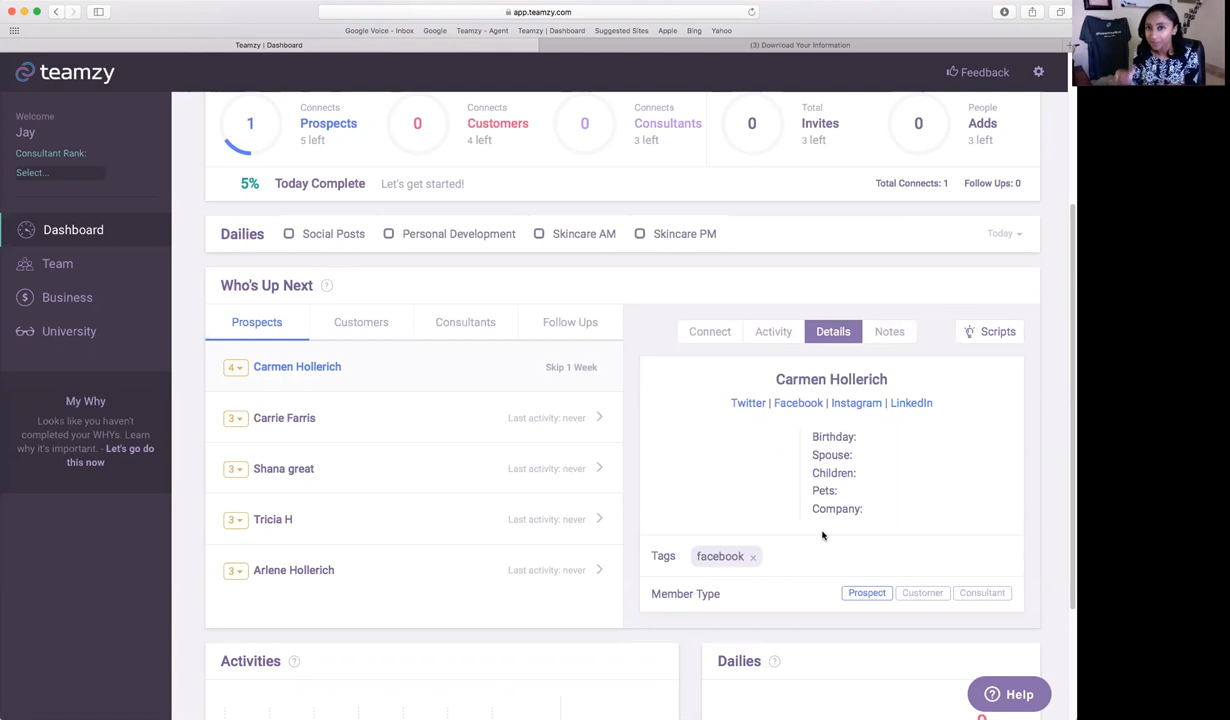 app.teamzy.com
Google Voice - Inbox Google Teamzy - Agent Teamzy | Dashboard Suggested Sites Apple Bing Yahoo
Teamzy | Dashboard (3) Download Your Information
teamzy Feedback
Welcome
Jay
Consultant Rank:
Select...
Dashboard
Team
Business
University
My Why
Looks like you haven't
completed your WHYs. Learn
why it's important. - Let's go do
this now
1 Connects Prospects 5 left
0 Connects Customers 4 left
0 Connects Consultants 3 left
0 Total Invites 3 left
0 People Adds 3 left
5% Today Complete Let's get started! Total Connects: 1 Follow Ups: 0
Dailies Social Posts Personal Development Skincare AM Skincare PM Today
Who's Up Next ?
Prospects Customers Consultants Follow Ups
4 Carmen Hollerich Skip 1 Week
3 Carrie Farris Last activity: never
3 Shana great Last activity: never
3 Tricia H Last activity: never
3 Arlene Hollerich Last activity: never
Connect Activity Details Notes Scripts
Carmen Hollerich
Twitter | Facebook | Instagram | LinkedIn
Birthday:
Spouse:
Children:
Pets:
Company:
Tags facebook x
Member Type Prospect Customer Consultant
Activities ?
Dailies ?
? Help